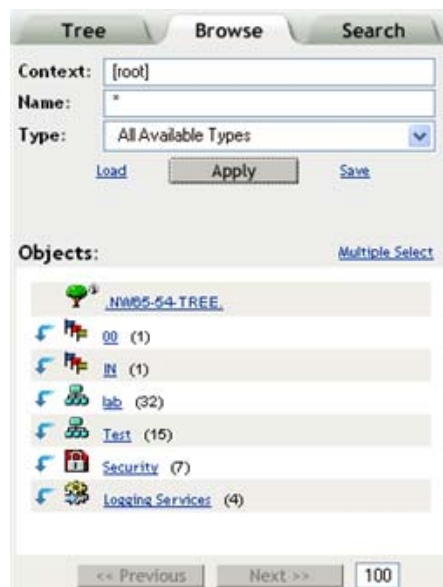 Tree Browse Search
Context: [root]
Name: *
Type: All Available Types
Load Apply Save
Objects: Multiple Select
.NW65-54-TREE.
00 (1)
IN (1)
lab (32)
Test (15)
Security (7)
Logging Services (4)
<< Previous Next >> 100